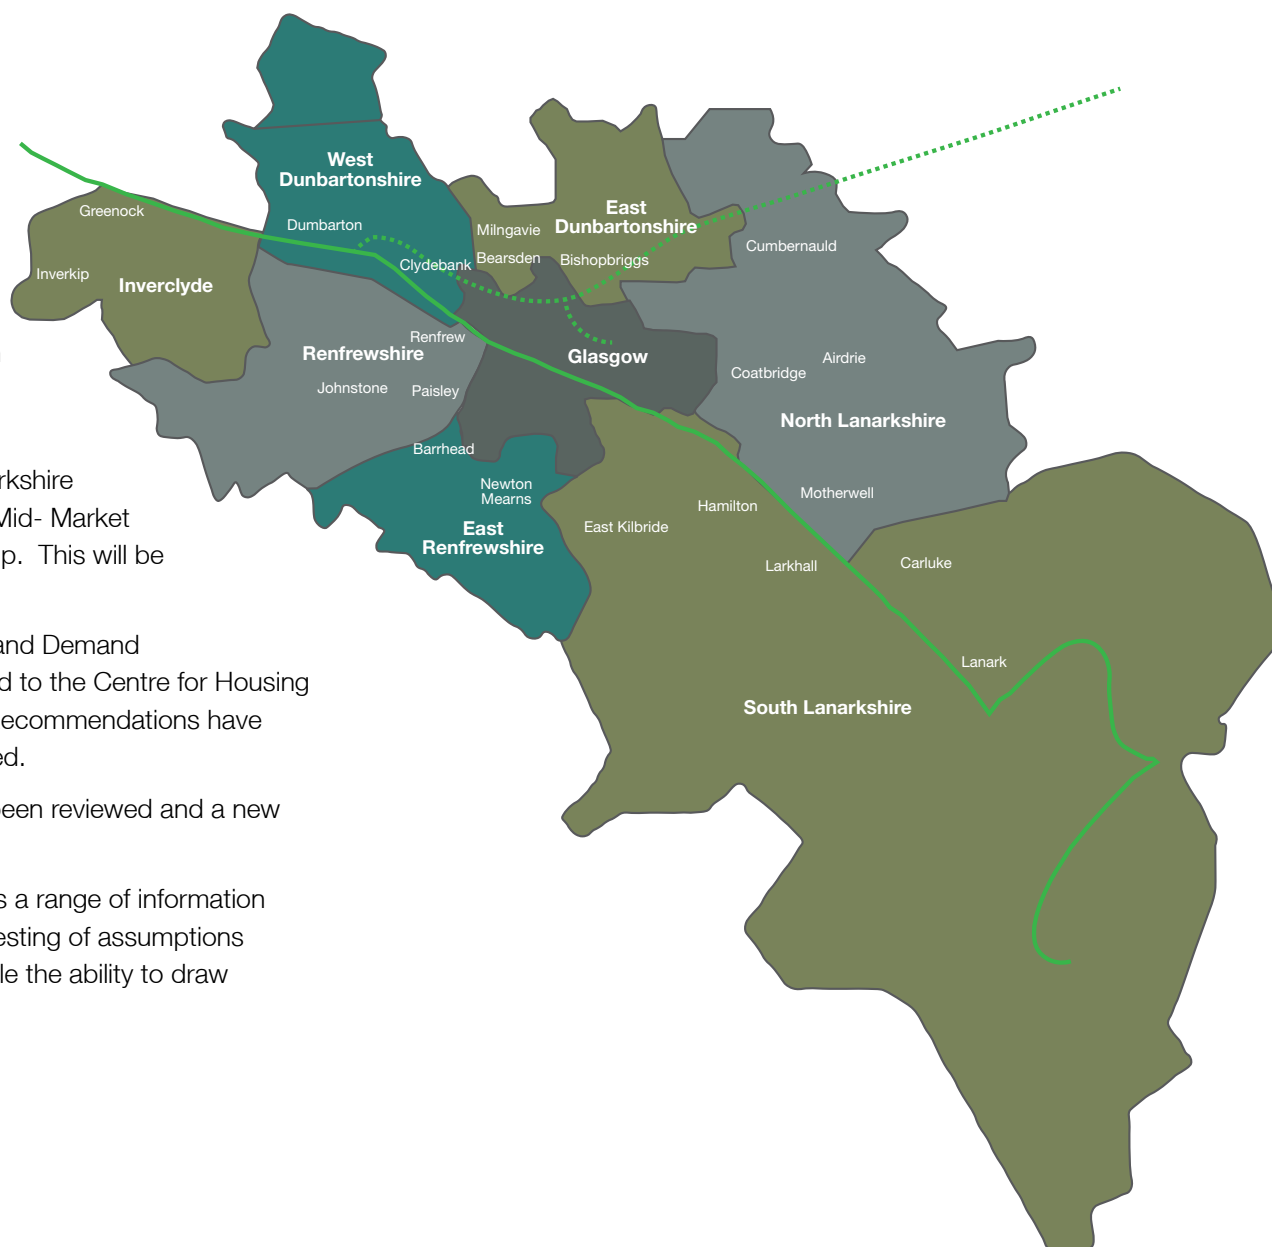 West
Dunbartonshire
Dumbarton
Clydebank
Greenock
Inverkip
Inverclyde
Milngavie
Bearsden
East
Dunbartonshire
Bishopbriggs
Cumbernauld
Renfrew
Renfrewshire
Johnstone
Paisley
Glasgow
Airdrie
Coatbridge
North Lanarkshire
Motherwell
Barrhead
Newton
Mearns
East
Renfrewshire
East Kilbride
Hamilton
Larkhall
Carluke
Lanark
South Lanarkshire
rkshire
Mid- Market
p. This will be
and Demand
d to the Centre for Housing
ecommendations have
ed.
been reviewed and a new
s a range of information
esting of assumptions
le the ability to draw